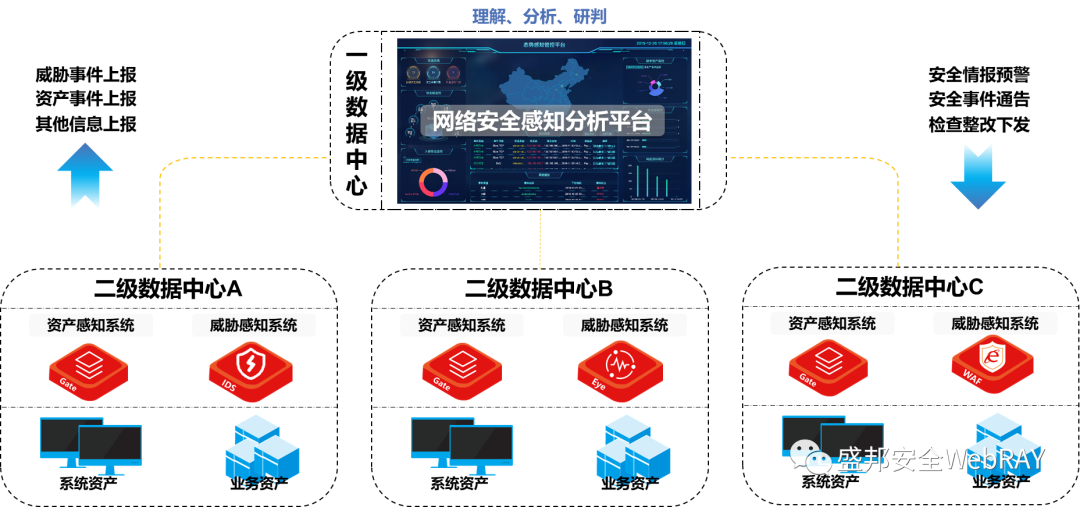 理解、分析、研判
威胁事件上报
资产事件上报
其他信息上报
一级数据中心
态势感知管控平台
网络安全感知分析平台
安全情报预警
安全事件通告
检查整改下发
二级数据中心A
资产感知系统
威胁感知系统
Gate
IDS
系统资产
业务资产
二级数据中心B
资产感知系统
威胁感知系统
Gate
Eye
系统资产
业务资产
二级数据中心C
资产感知系统
威胁感知系统
Gate
WAF
系统资产
业务资产
盛邦安全WebRAY